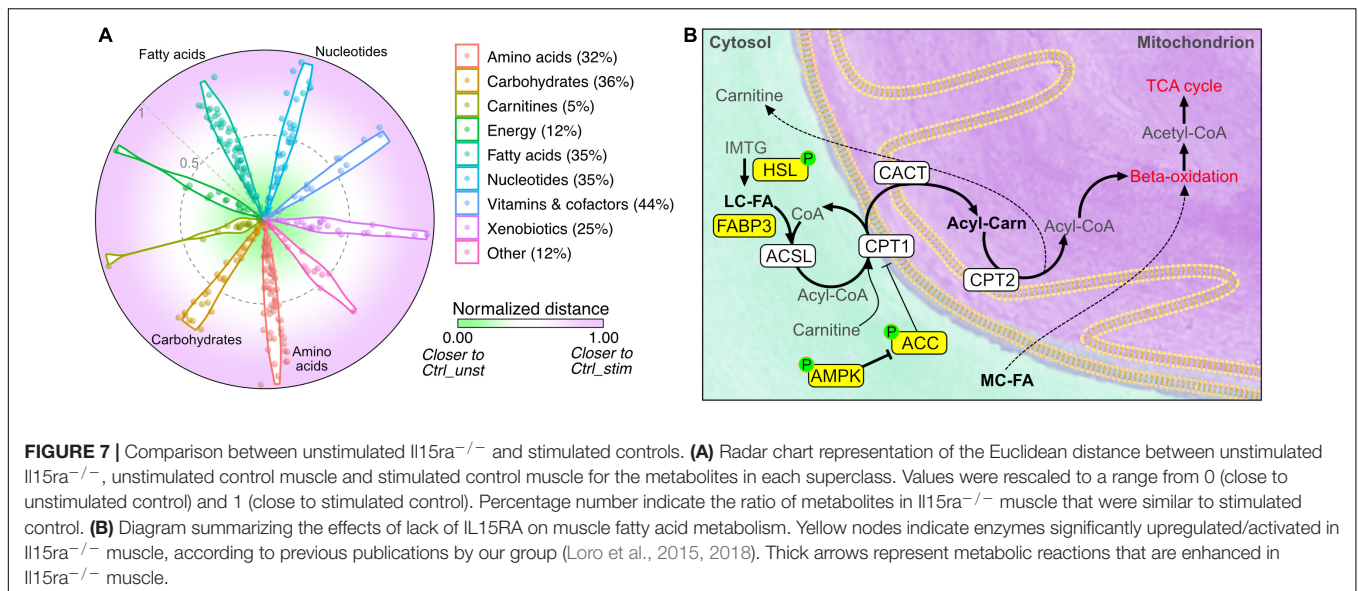 A
Fatty acids
Nucleotides
1
0.5
Carbohydrates
Amino
acids
Amino acids (32%)
Carbohydrates (36%)
Carnitines (5%)
Energy (12%)
Fatty acids (35%)
Nucleotides (35%)
Vitamins & cofactors (44%)
Xenobiotics (25%)
Other (12%)
Normalized distance
0.00 1.00
Closer to Closer to
Ctrl_unst Ctrl_stim
B
Cytosol Mitochondrion
Carnitine
TCA cycle
Acetyl-CoA
IMTG
P
HSL
CACT
Beta-oxidation
LC-FA
CoA
FABP3
Acyl-Carn
Acyl-CoA
ACSL
CPT1
CPT2
Acyl-CoA
Carnitine
P
ACC
P
AMPK
MC-FA
FIGURE 7 | Comparison between unstimulated Il15ra−/− and stimulated controls. (A) Radar chart representation of the Euclidean distance between unstimulated
Il15ra−/−, unstimulated control muscle and stimulated control muscle for the metabolites in each superclass. Values were rescaled to a range from 0 (close to
unstimulated control) and 1 (close to stimulated control). Percentage number indicate the ratio of metabolites in Il15ra−/− muscle that were similar to stimulated
control. (B) Diagram summarizing the effects of lack of IL15RA on muscle fatty acid metabolism. Yellow nodes indicate enzymes significantly upregulated/activated in
Il15ra−/− muscle, according to previous publications by our group (Loro et al., 2015, 2018). Thick arrows represent metabolic reactions that are enhanced in
Il15ra−/− muscle.